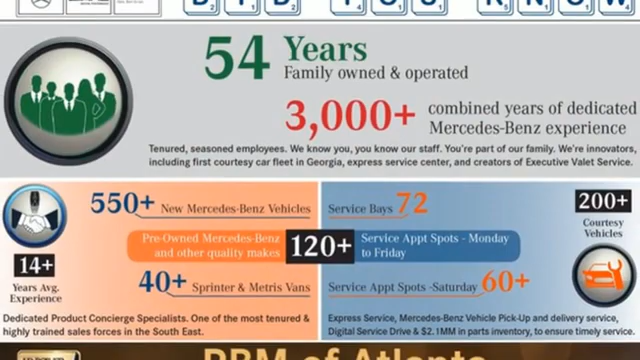 DID YOU KNOW
54 Years
Family owned & operated
3,000+ combined years of dedicated
Mercedes-Benz experience
Tenured, seasoned employees. We know you, you know our staff. You're part of our family. We're innovators,
including first courtesy car fleet in Georgia, express service center, and creators of Executive Valet Service.
14+
Years Avg.
Experience
550+ New Mercedes-Benz Vehicles
Pre-Owned Mercedes-Benz
and other quality makes
120+
40+ Sprinter & Metris Vans
Dedicated Product Concierge Specialists. One of the most tenured &
highly trained sales forces in the South East.
Service Bays 72
Service Appt Spots - Monday
to Friday
Service Appt Spots -Saturday 60+
200+
Courtesy
Vehicles
Express Service, Mercedes-Benz Vehicle Pick-Up and delivery service,
Digital Service Drive & $2.1MM in parts inventory, to ensure timely service.
RBM of Atlanta